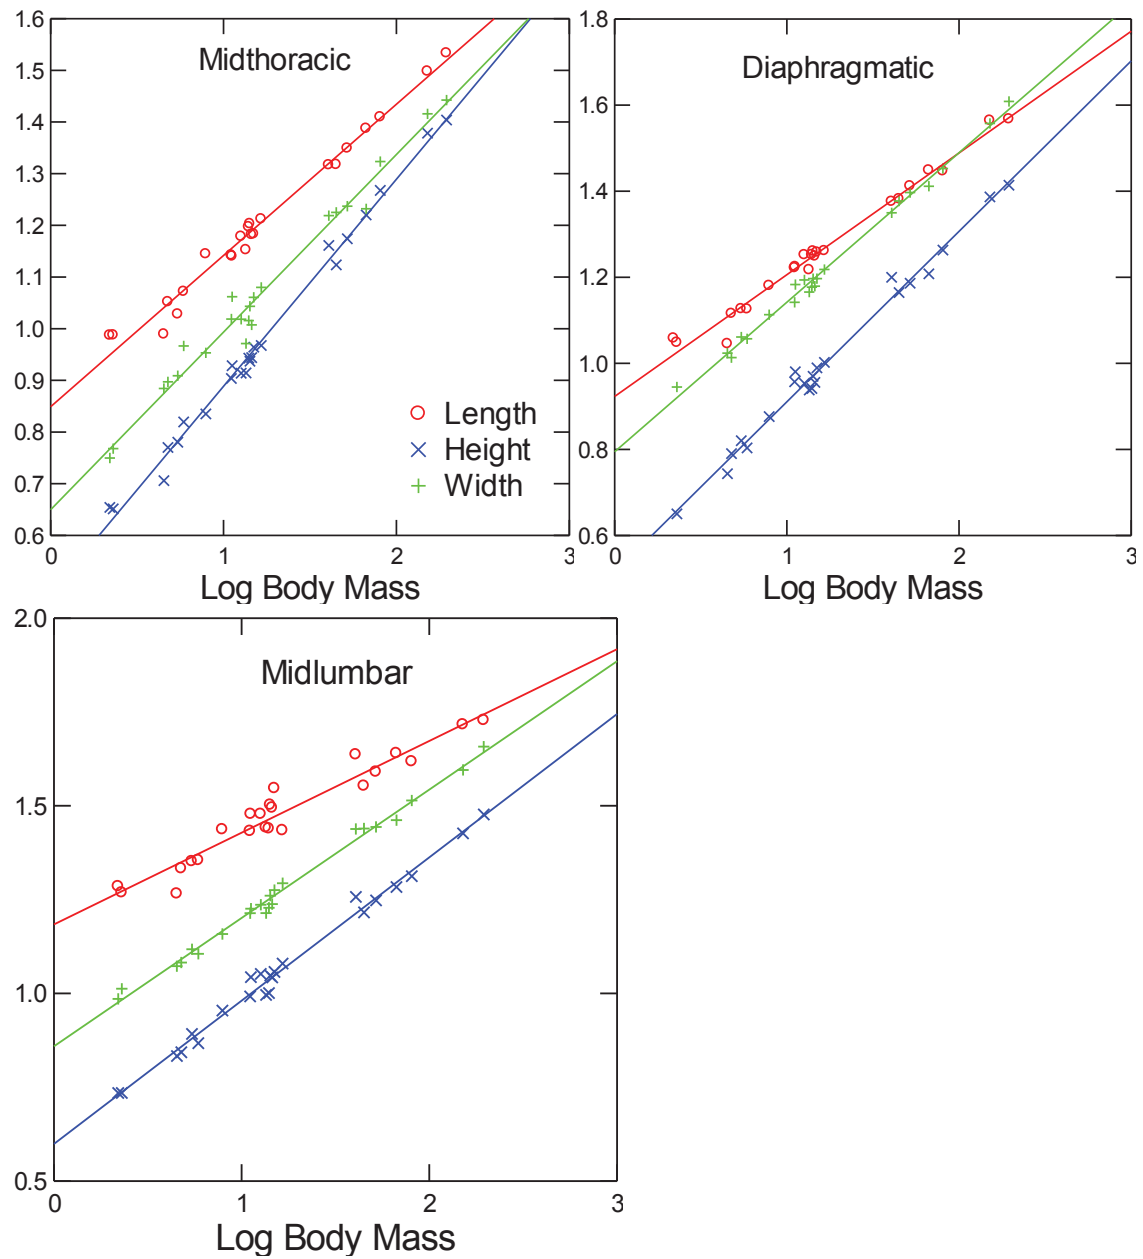 1.6
1.5
1.4
1.3
1.2
1.1
1.0
0.9
0.8
0.7
0.6
Midthoracic
Length
Height
Width
0 1 2 3
Log Body Mass
1.8
1.6
1.4
1.2
1.0
0.8
0.6
Diaphragmatic
0 1 2 3
Log Body Mass
2.0
1.5
1.0
0.5
Midlumbar
0 1 2 3
Log Body Mass